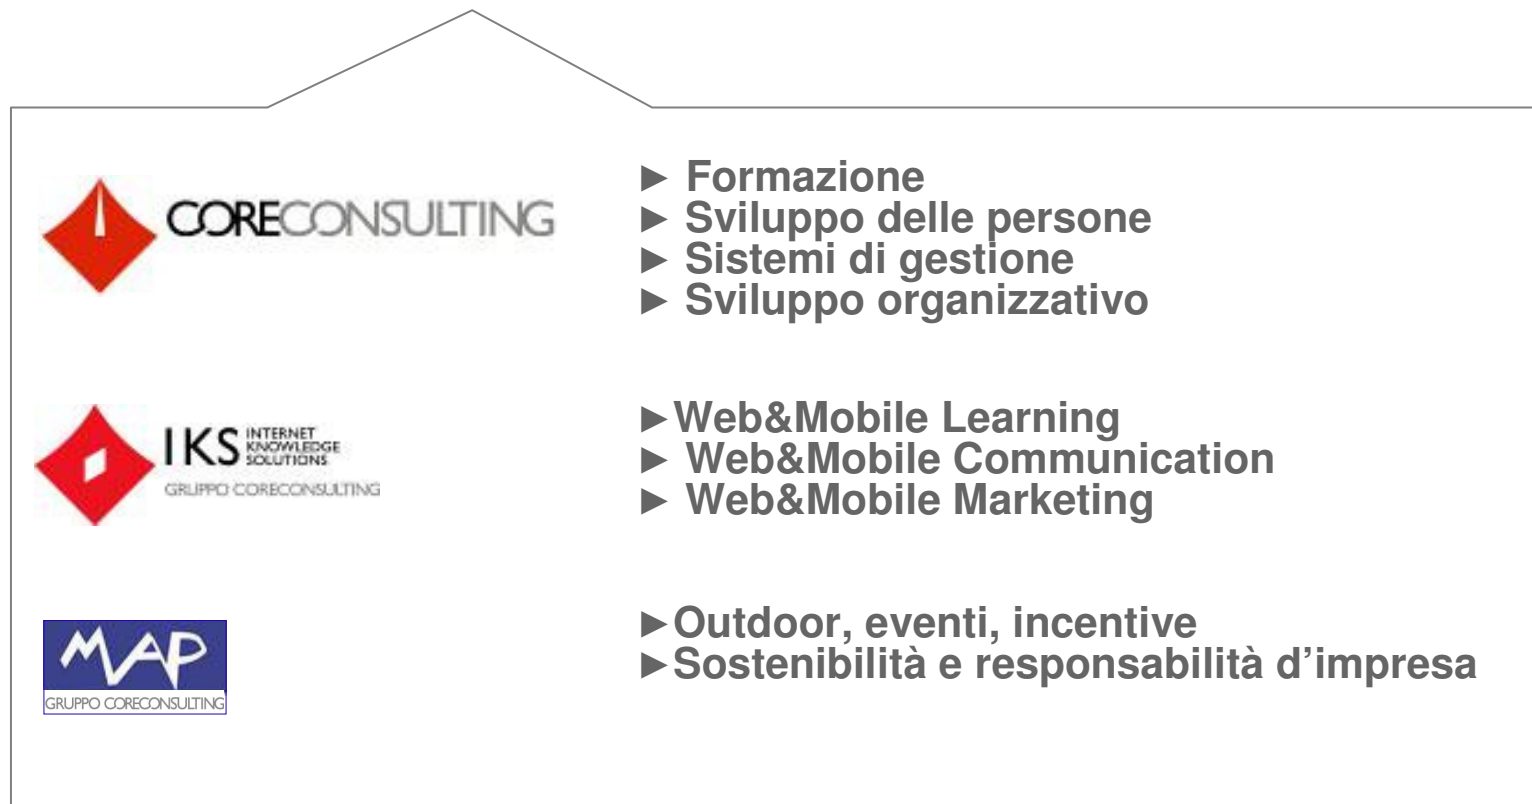 CORECONSULTING
► Formazione
► Sviluppo delle persone
► Sistemi di gestione
► Sviluppo organizzativo
IKS INTERNET
KNOWLEDGE
SOLUTIONS
GRUPPO CORECONSULTING
►Web&Mobile Learning
► Web&Mobile Communication
► Web&Mobile Marketing
MAP
GRUPPO CORECONSULTING
►Outdoor, eventi, incentive
►Sostenibilità e responsabilità d’impresa